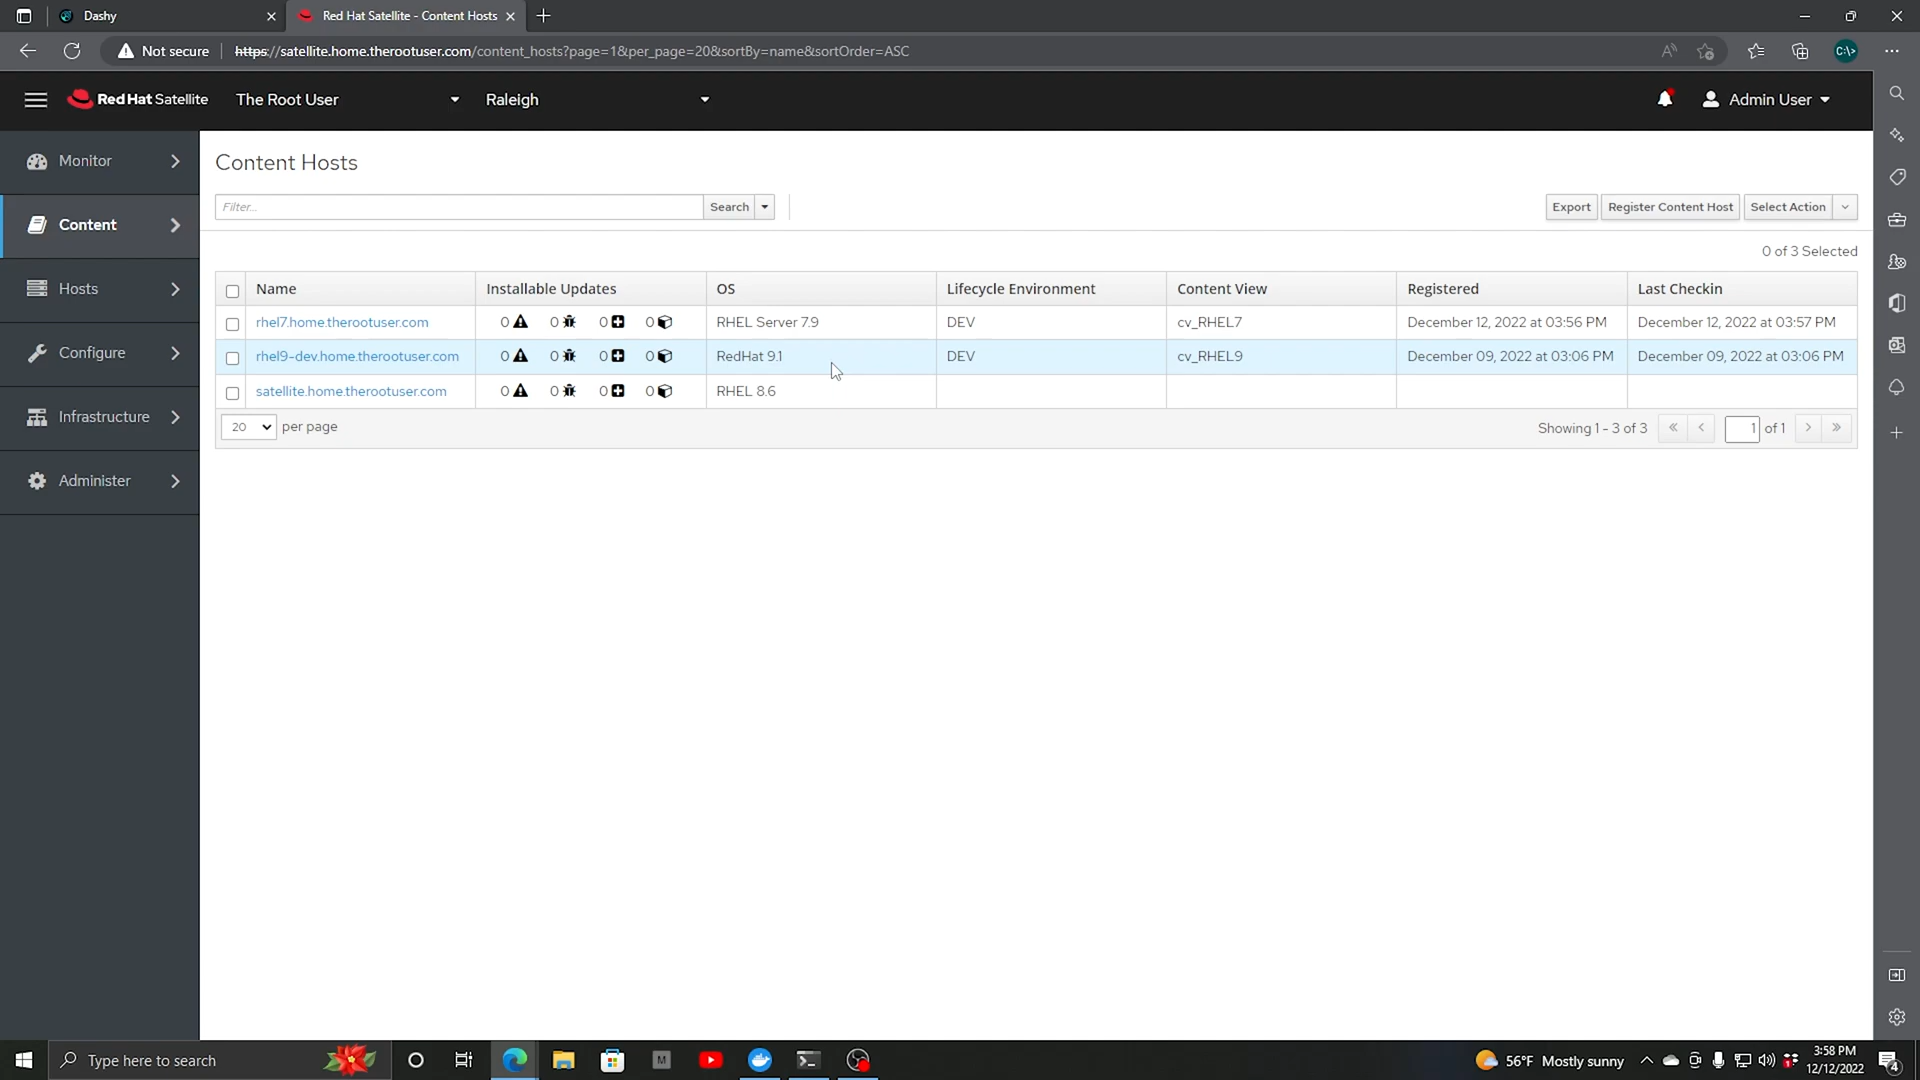 Dashy
Red Hat Satellite - Content Hosts
Not secure
https://satellite.home.therootuser.com/content_hosts?page=1&per_page=20&sortBy=name&sortOrder=ASC
C:\>
Red Hat Satellite
The Root User
Raleigh
Admin User
Monitor
Content
Hosts
Configure
Infrastructure
Administer
Content Hosts
Filter...
Search
Export
Register Content Host
Select Action
0 of 3 Selected
Name Installable Updates OS Lifecycle Environment Content View Registered Last Checkin
rhel7.home.therootuser.com 0 0 0 0 RHEL Server 7.9 DEV cv_RHEL7 December 12, 2022 at 03:56 PM December 12, 2022 at 03:57 PM
rhel9-dev.home.therootuser.com 0 0 0 0 RedHat 9.1 DEV cv_RHEL9 December 09, 2022 at 03:06 PM December 09, 2022 at 03:06 PM
satellite.home.therootuser.com 0 0 0 0 RHEL 8.6
20 per page
Showing 1 - 3 of 3 « < 1 of 1 > »
Type here to search
M
56°F Mostly sunny
3:58 PM
12/12/2022
4